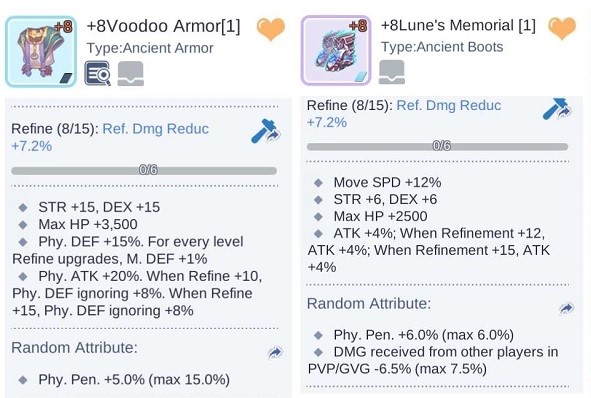 +8
+8Voodoo Armor[1]
Type:Ancient Armor
Refine (8/15): Ref. Dmg Reduc
+7.2%
0/6
◆ STR +15, DEX +15
◆ Max HP +3,500
◆ Phy. DEF +15%. For every level
Refine upgrades, M. DEF +1%
◆ Phy. ATK +20%. When Refine +10,
Phy. DEF ignoring +8%. When Refine
+15, Phy. DEF ignoring +8%
Random Attribute:
◆ Phy. Pen. +5.0% (max 15.0%)
+8
+8Lune's Memorial [1]
Type:Ancient Boots
Refine (8/15): Ref. Dmg Reduc
+7.2%
0/6
◆ Move SPD +12%
◆ STR +6, DEX +6
◆ Max HP +2500
◆ ATK +4%; When Refinement +12,
ATK +4%; When Refinement +15, ATK
+4%
Random Attribute:
◆ Phy. Pen. +6.0% (max 6.0%)
◆ DMG received from other players in
PVP/GVG -6.5% (max 7.5%)